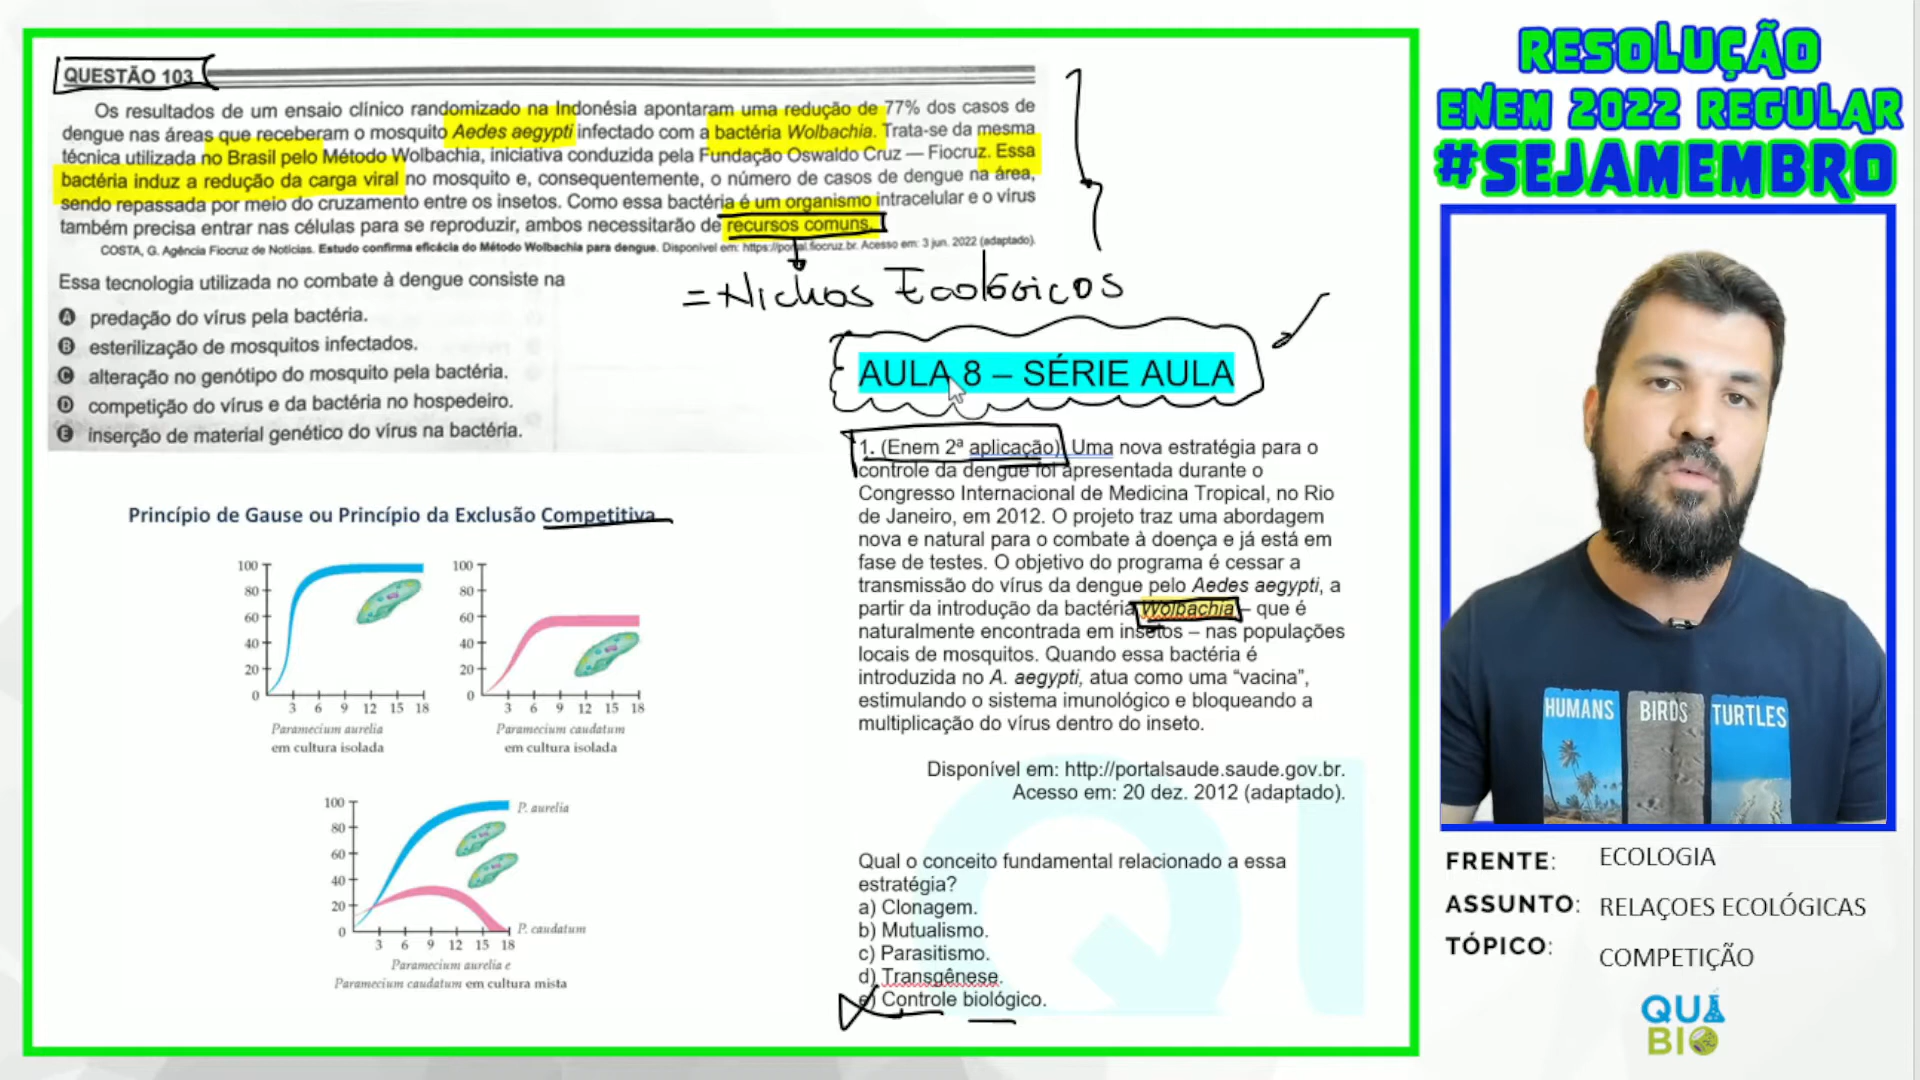 RESOLUÇÃO
ENEM 2022 REGULAR
#SEJAMEMBRO
QUESTÃO 103
Os resultados de um ensaio clínico randomizado na Indonésia apontaram uma redução de 77% dos casos de
dengue nas áreas que receberam o mosquito Aedes aegypti infectado com a bactéria Wolbachia. Trata-se da mesma
técnica utilizada no Brasil pelo Método Wolbachia, iniciativa conduzida pela Fundação Oswaldo Cruz — Fiocruz. Essa
bactéria induz a redução da carga viral no mosquito e, consequentemente, o número de casos de dengue na área,
sendo repassada por meio do cruzamento entre os insetos. Como essa bactéria é um organismo intracelular e o vírus
também precisa entrar nas células para se reproduzir, ambos necessitarão de recursos comuns.
COSTA, G. Agência Fiocruz de Notícias. Estudo confirma eficácia do Método Wolbachia para dengue. Disponível em: https://portal.fiocruz.br. Acesso em: 3 jun. 2022 (adaptado).
Essa tecnologia utilizada no combate à dengue consiste na
A predação do vírus pela bactéria.
B esterilização de mosquitos infectados.
C alteração no genótipo do mosquito pela bactéria.
D competição do vírus e da bactéria no hospedeiro.
E inserção de material genético do vírus na bactéria.
= Nichos Ecológicos
AULA 8 – SÉRIE AULA
1. (Enem 2ª aplicação) Uma nova estratégia para o
controle da dengue foi apresentada durante o
Congresso Internacional de Medicina Tropical, no Rio
de Janeiro, em 2012. O projeto traz uma abordagem
nova e natural para o combate à doença e já está em
fase de testes. O objetivo do programa é cessar a
transmissão do vírus da dengue pelo Aedes aegypti, a
partir da introdução da bactéria Wolbachia – que é
naturalmente encontrada em insetos – nas populações
locais de mosquitos. Quando essa bactéria é
introduzida no A. aegypti, atua como uma “vacina”,
estimulando o sistema imunológico e bloqueando a
multiplicação do vírus dentro do inseto.
Disponível em: http://portalsaude.saude.gov.br.
Acesso em: 20 dez. 2012 (adaptado).
Qual o conceito fundamental relacionado a essa
estratégia?
a) Clonagem.
b) Mutualismo.
c) Parasitismo.
d) Transgênese.
e) Controle biológico.
Princípio de Gause ou Princípio da Exclusão Competitiva
100
80
60
40
20
0
3 6 9 12 15 18
Paramecium aurelia
em cultura isolada
100
80
60
40
20
0
3 6 9 12 15 18
Paramecium caudatum
em cultura isolada
100
80
60
40
20
0
3 6 9 12 15 18
P. aurelia
P. caudatum
Paramecium aurelia e
Paramecium caudatum em cultura mista
HUMANS BIRDS TURTLES
FRENTE: ECOLOGIA
ASSUNTO: RELAÇOES ECOLÓGICAS
TÓPICO: COMPETIÇÃO
QUI
BIO